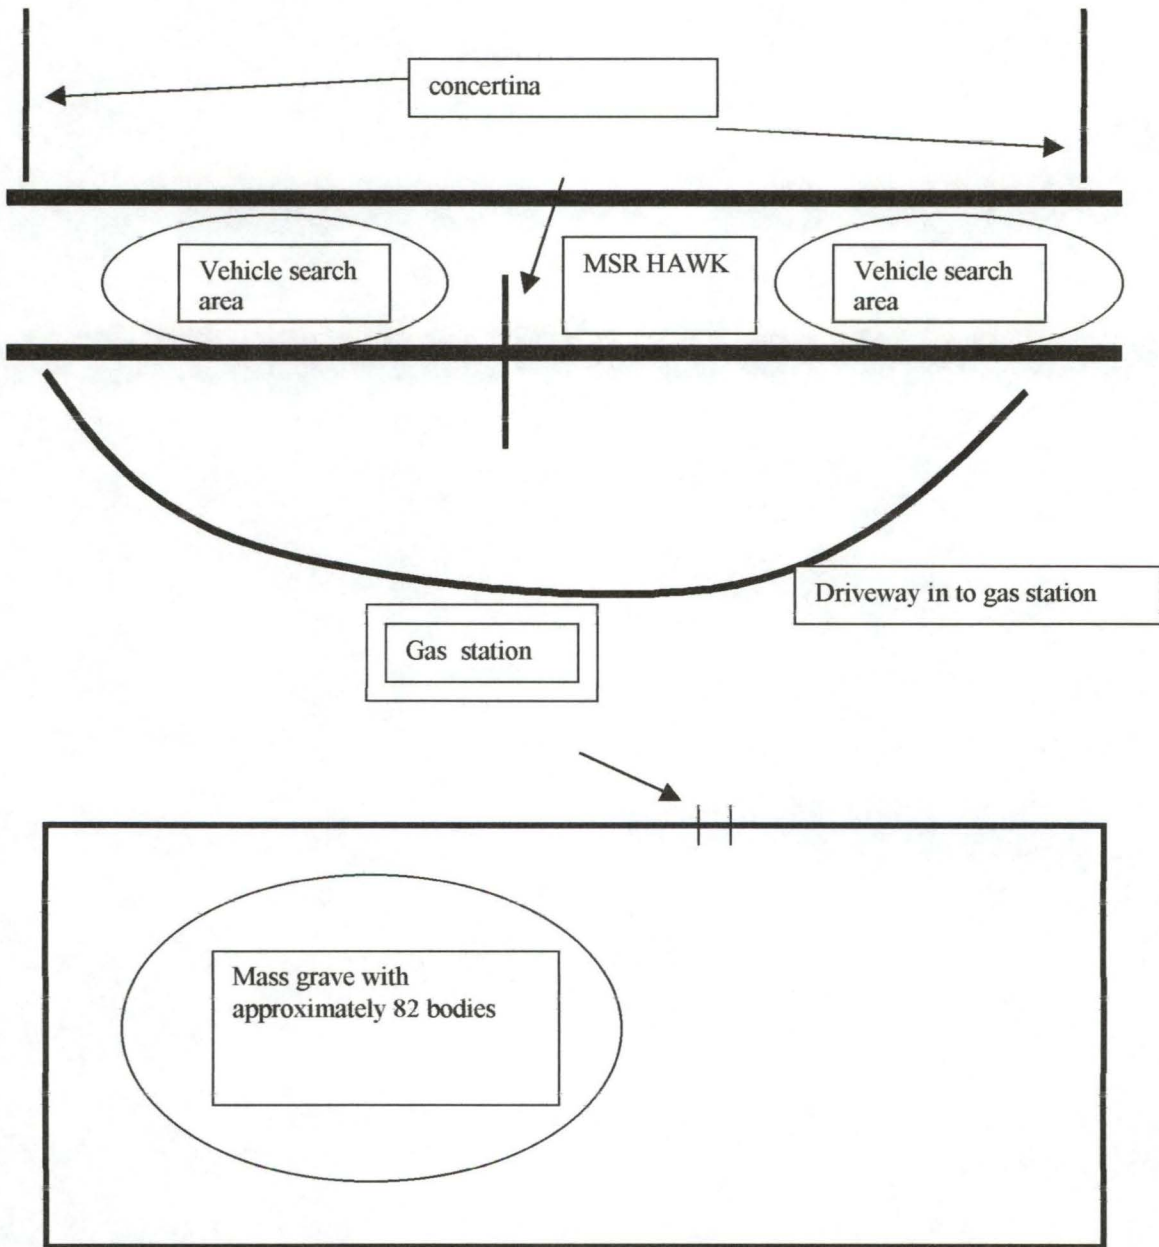 concertina
Vehicle search
area
MSR HAWK
Vehicle search
area
Driveway in to gas station
Gas station
Mass grave with
approximately 82 bodies